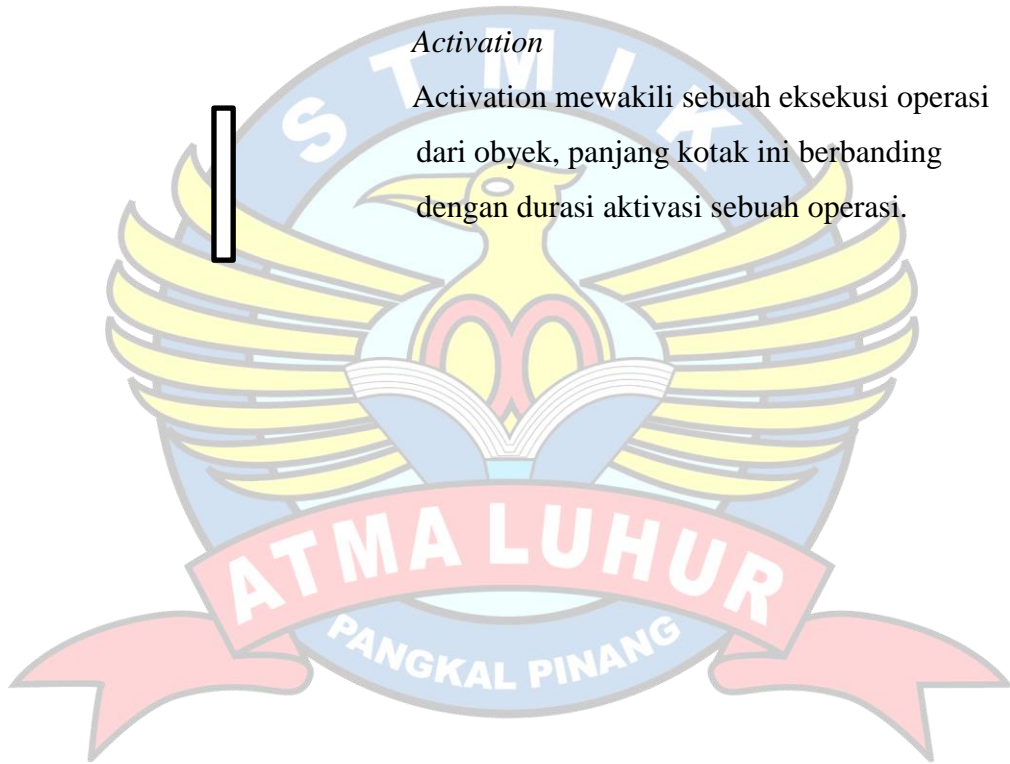 Activation
Activation mewakili sebuah eksekusi operasi
dari obyek, panjang kotak ini berbanding
dengan durasi aktivasi sebuah operasi.
STMIK
ATMA LUHUR
PANGKAL PINANG